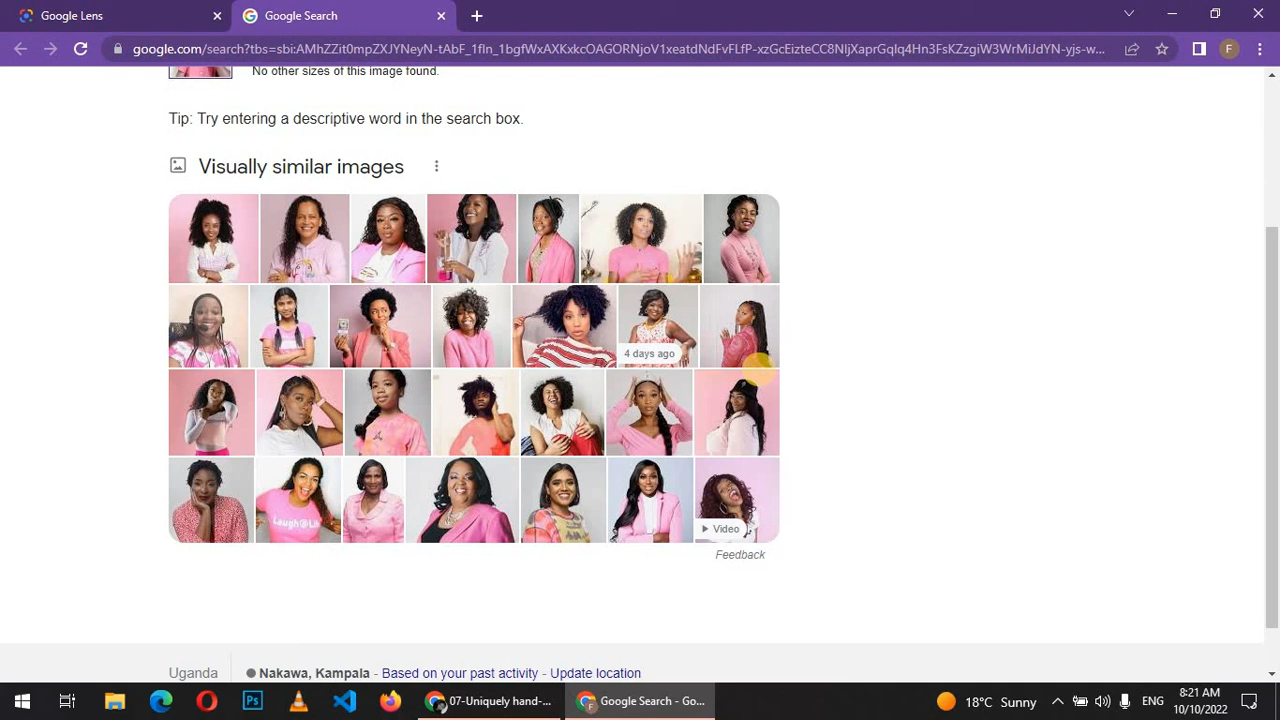 Google Lens
Google Search
google.com/search?tbs=sbi:AMhZZit0mpZXJYNeyN-tAbF_1fln_1bgfWxAXKxkcOAGORNjoV1xeatdNdFvFLfP-xzGcEizteCC8NljXaprGqlq4Hn3FsKZzgiW3WrMiJdYN-yjs-w...
F
No other sizes of this image found.
Tip: Try entering a descriptive word in the search box.
Visually similar images
4 days ago
Laugh@Life
Video
Feedback
Uganda
Nakawa, Kampala - Based on your past activity - Update location
Ps
07-Uniquely hand-...
F
Google Search - Go...
18°C Sunny
ENG
8:21 AM
10/10/2022